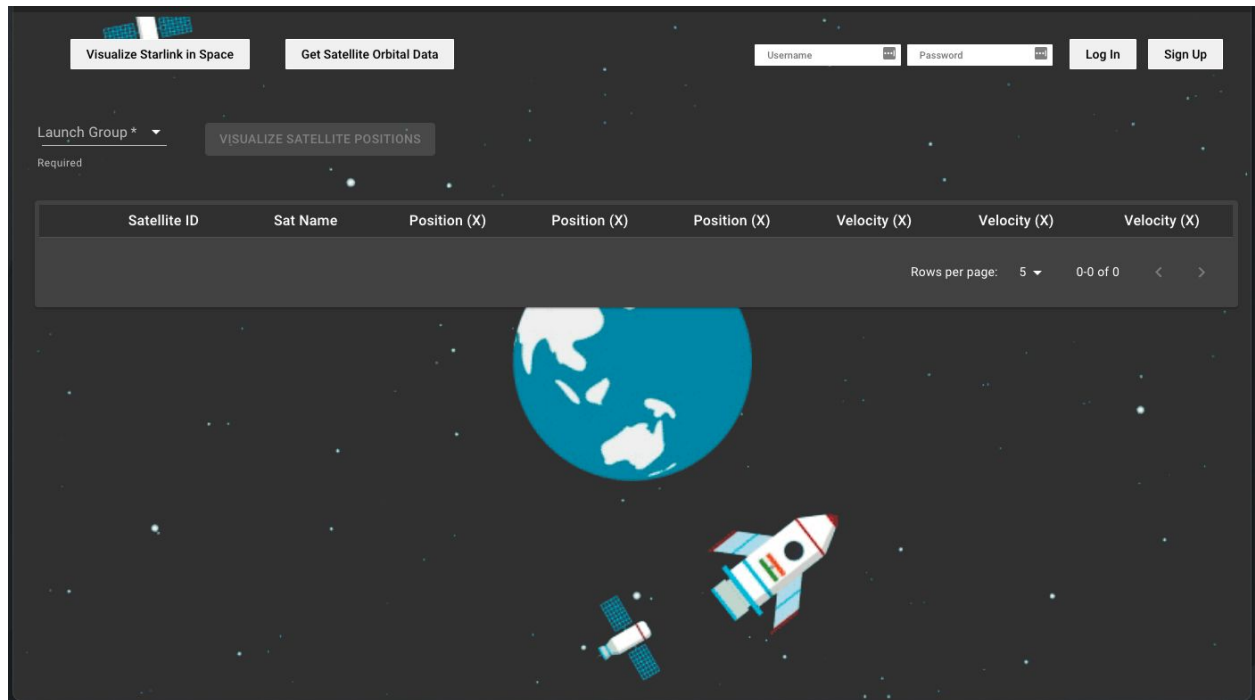 Visualize Starlink in Space Get Satellite Orbital Data Username Password Log In Sign Up
Launch Group * VISUALIZE SATELLITE POSITIONS
Required
Satellite ID Sat Name Position (X) Position (X) Position (X) Velocity (X) Velocity (X) Velocity (X)
Rows per page: 5 0-0 of 0